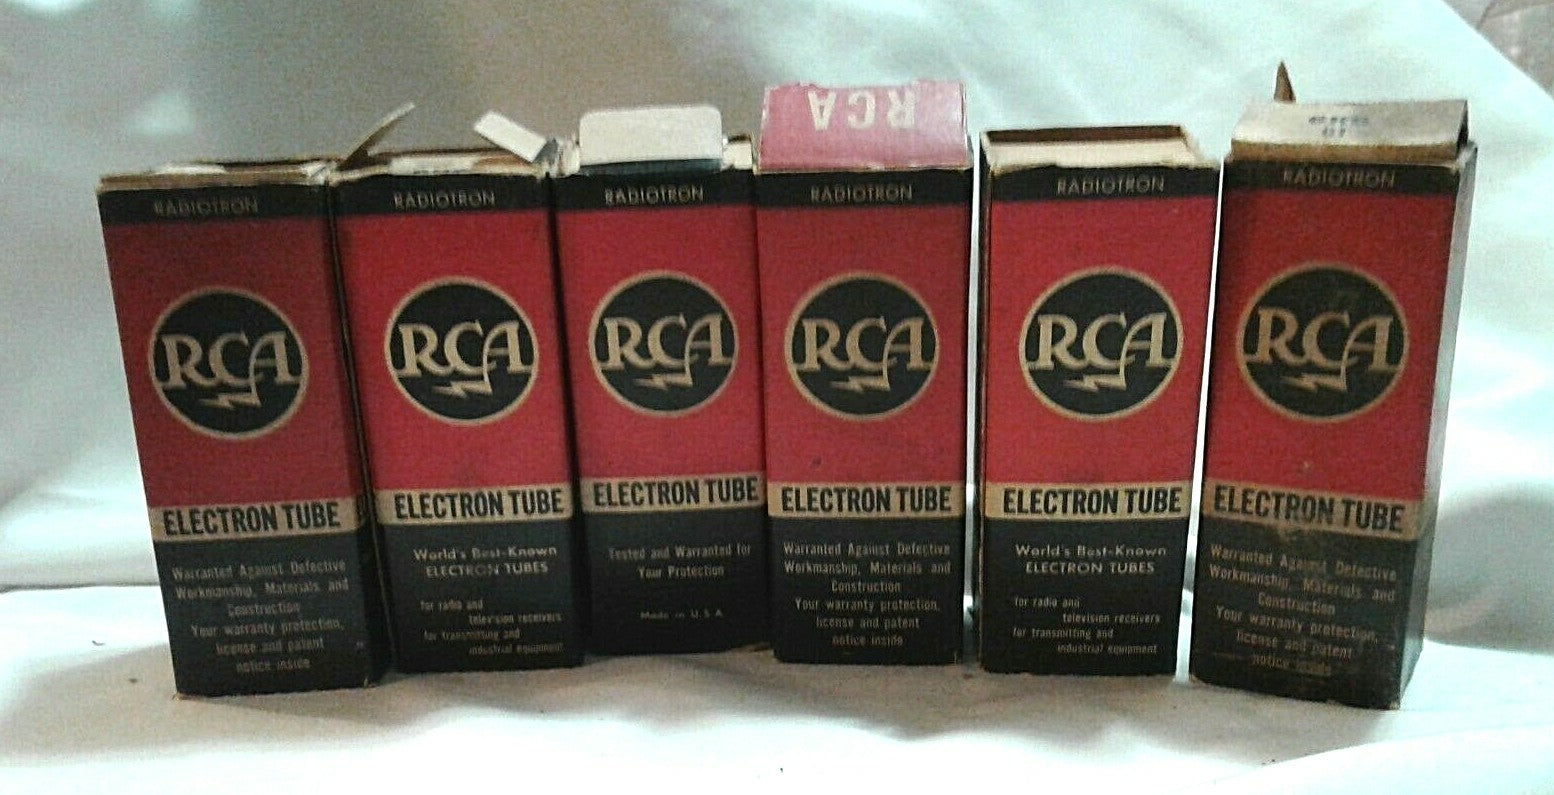 RADIOTRON
RCA
ELECTRON TUBE
Warranted Against Defective
Workmanship, Materials and
Construction
Your warranty protection,
license and patent
notice inside
RADIOTRON
RCA
ELECTRON TUBE
World's Best-Known
ELECTRON TUBES
for radio and
television receivers
for transmitting and
industrial equipment
RADIOTRON
RCA
ELECTRON TUBE
Tested and Warranted for
Your Protection
Made in U.S.A
RCA
RADIOTRON
RCA
ELECTRON TUBE
Warranted Against Defective
Workmanship, Materials and
Construction
Your warranty protection,
license and patent
notice inside
RADIOTRON
RCA
ELECTRON TUBE
World's Best-Known
ELECTRON TUBES
for radio and
television receivers
for transmitting and
industrial equipment
RADIOTRON
RCA
ELECTRON TUBE
Warranted Against Defective
Workmanship, Materials and
Construction
Your warranty protection,
license and patent
notice inside